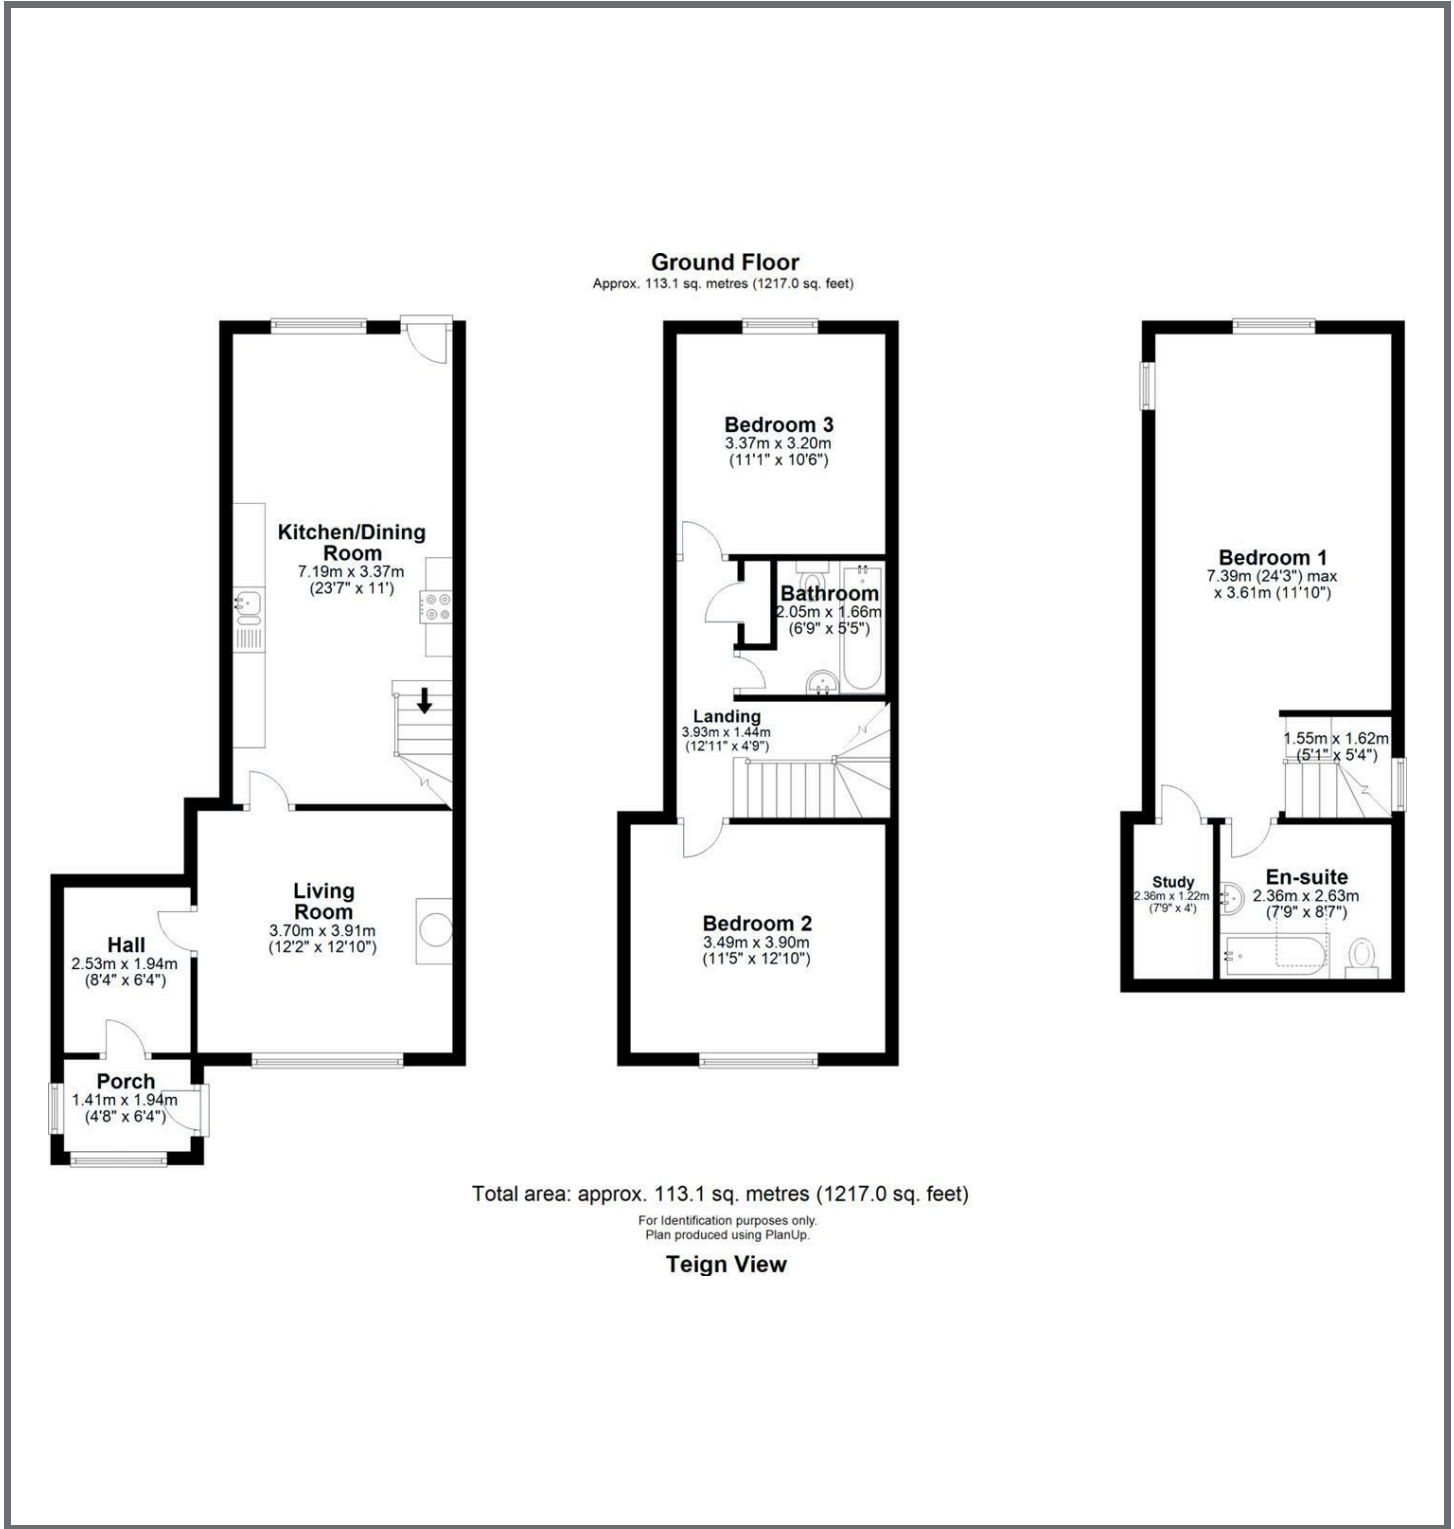 Ground Floor
Approx. 113.1 sq. metres (1217.0 sq. feet)
Kitchen/Dining
Room
7.19m x 3.37m
(23'7" x 11')
Living
Room
3.70m x 3.91m
(12'2" x 12'10")
Hall
2.53m x 1.94m
(8'4" x 6'4")
Porch
1.41m x 1.94m
(4'8" x 6'4")
Bedroom 3
3.37m x 3.20m
(11'1" x 10'6")
Bathroom
2.05m x 1.66m
(6'9" x 5'5")
Landing
3.93m x 1.44m
(12'11" x 4'9")
Bedroom 2
3.49m x 3.90m
(11'5" x 12'10")
Bedroom 1
7.39m (24'3") max
x 3.61m (11'10")
1.55m x 1.62m
(5'1" x 5'4")
Study
2.36m x 1.22m
(7'9" x 4')
En-suite
2.36m x 2.63m
(7'9" x 8'7")
Total area: approx. 113.1 sq. metres (1217.0 sq. feet)
For Identification purposes only.
Plan produced using PlanUp.
Teign View